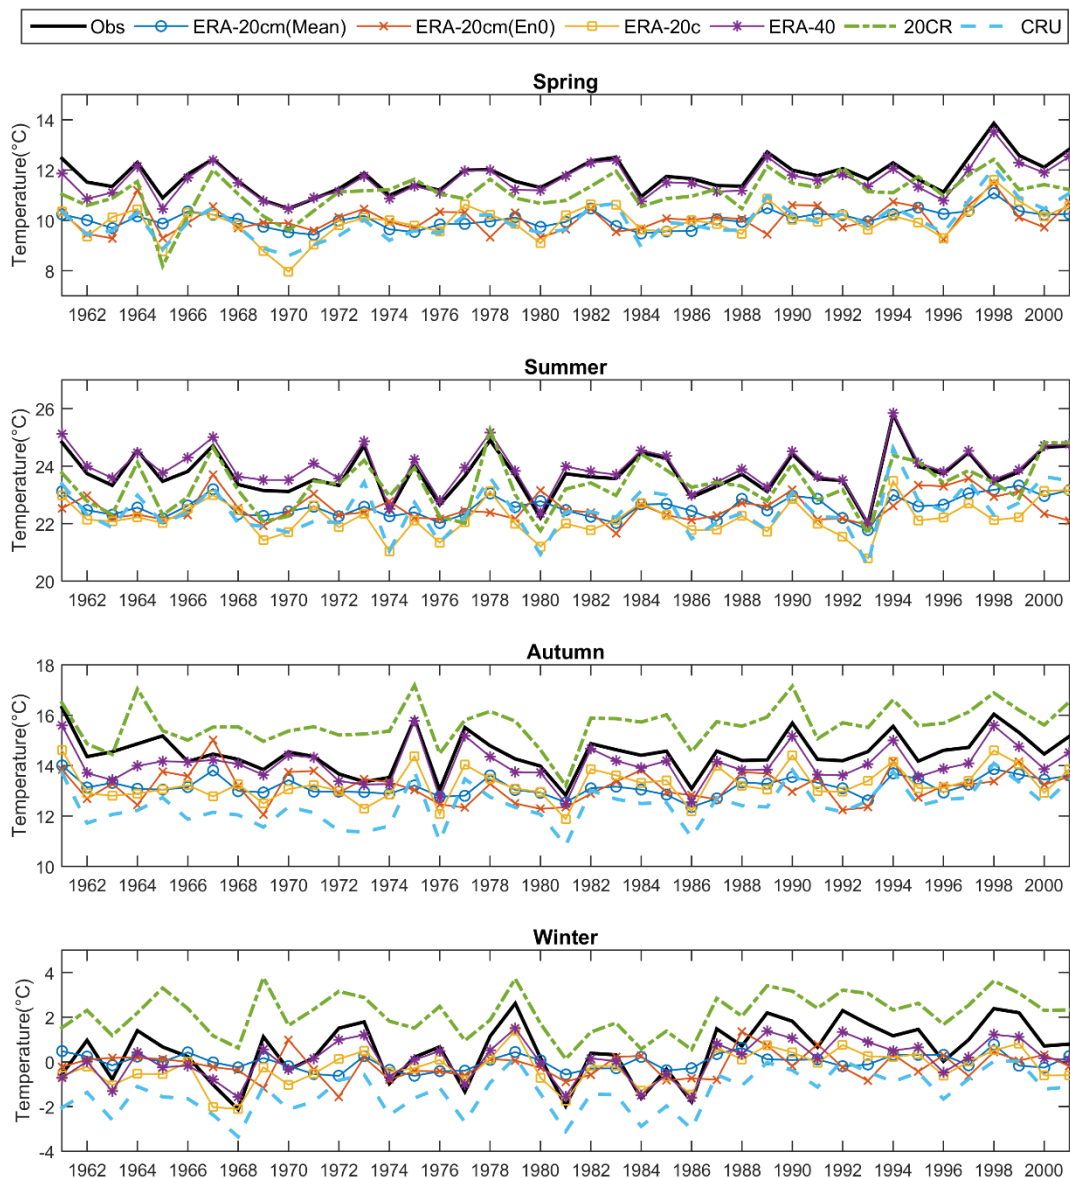 Obs ERA-20cm(Mean) ERA-20cm(En0) ERA-20c ERA-40 20CR CRU
Spring
Temperature(°C)
14
12
10
8
1962 1964 1966 1968 1970 1972 1974 1976 1978 1980 1982 1984 1986 1988 1990 1992 1994 1996 1998 2000
Summer
Temperature(°C)
26
24
22
20
1962 1964 1966 1968 1970 1972 1974 1976 1978 1980 1982 1984 1986 1988 1990 1992 1994 1996 1998 2000
Autumn
Temperature(°C)
18
16
14
12
10
1962 1964 1966 1968 1970 1972 1974 1976 1978 1980 1982 1984 1986 1988 1990 1992 1994 1996 1998 2000
Winter
Temperature(°C)
4
2
0
-2
-4
1962 1964 1966 1968 1970 1972 1974 1976 1978 1980 1982 1984 1986 1988 1990 1992 1994 1996 1998 2000